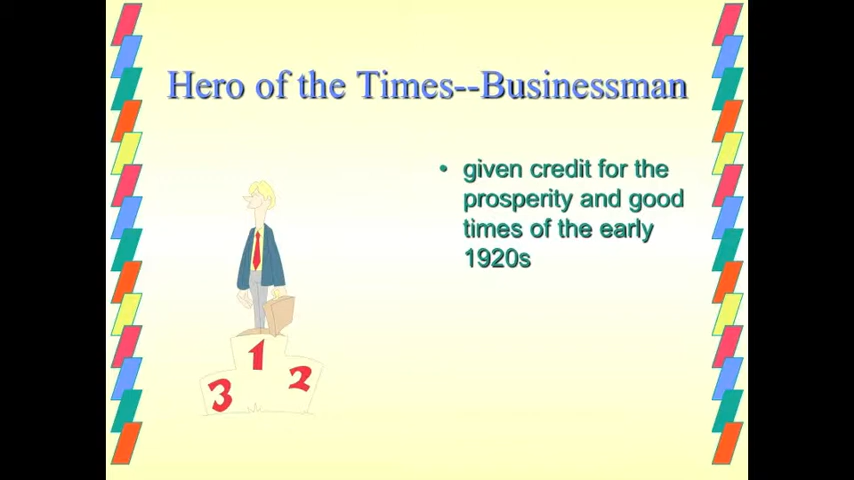 Hero of the Times--Businessman
• given credit for the
prosperity and good
times of the early
1920s
1
2
3